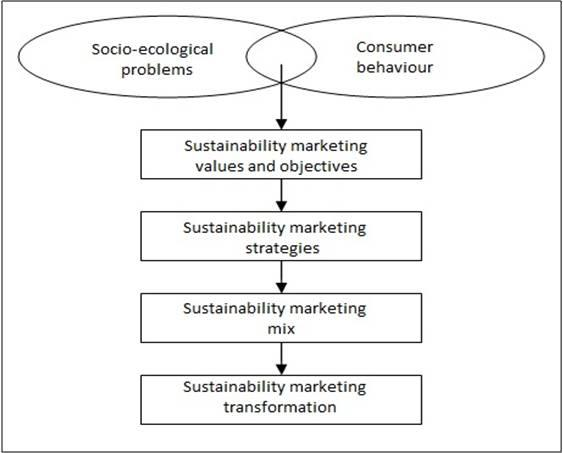 Socio-ecological
problems
Consumer
behaviour
Sustainability marketing
values and objectives
Sustainability marketing
strategies
Sustainability marketing
mix
Sustainability marketing
transformation